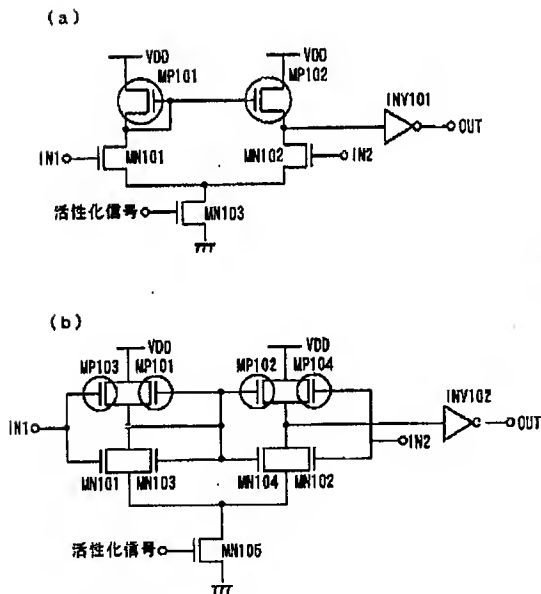 (a)
VDD VDD
MP101 MP102
INV101
OUT
IN1 MN101 MN102 IN2
活性化信号 MN103
(b)
VDD VDD
MP103 MP101 MP102 MP104
INV102
IN1 OUT
IN2
MN101 MN103 MN104 MN102
活性化信号 MN105